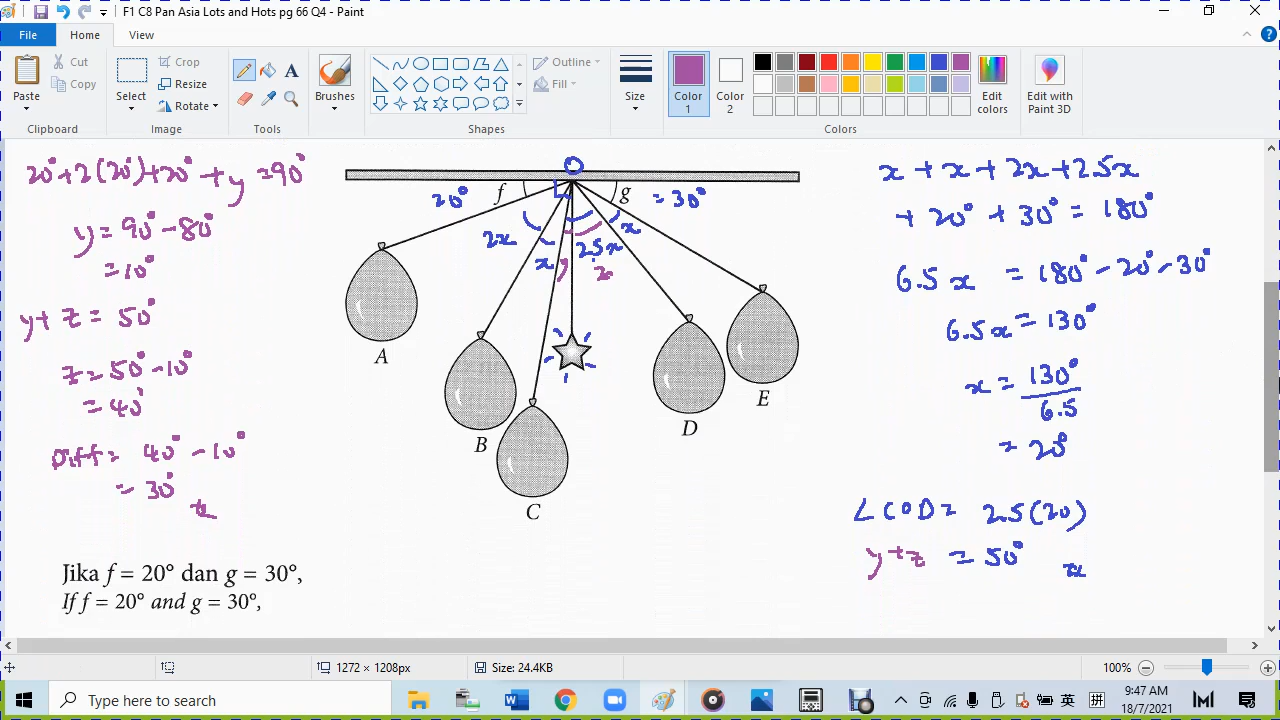 F1 C8 Pan Asia Lots and Hots pg 66 Q4 - Paint
File
Home
View
Paste
Cut
Copy
Clipboard
Select
Crop
Resize
Rotate
Image
A
Tools
Brushes
Shapes
Outline
Fill
Size
Color 1
Color 2
Edit colors
Colors
Edit with Paint 3D
20° + 2(20°) + 20° + y = 90°
y = 90° - 80°
= 10°
y + z = 50°
z = 50° - 10°
= 40°
Diff = 40° - 10°
= 30°
O
20°
f
g
= 30°
2x
x
y
2.5x
z
x
A
B
C
D
E
x + x + 2x + 2.5x
+ 20° + 30° = 180°
6.5x = 180° - 20° - 30°
6.5x = 130°
x = 130°
6.5
= 20°
∠COD = 2.5(20)
y + z = 50°
Jika f = 20° dan g = 30°,
If f = 20° and g = 30°,
1272 × 1208px
Size: 24.4KB
100%
Type here to search
英
拼
9:47 AM
18/7/2021